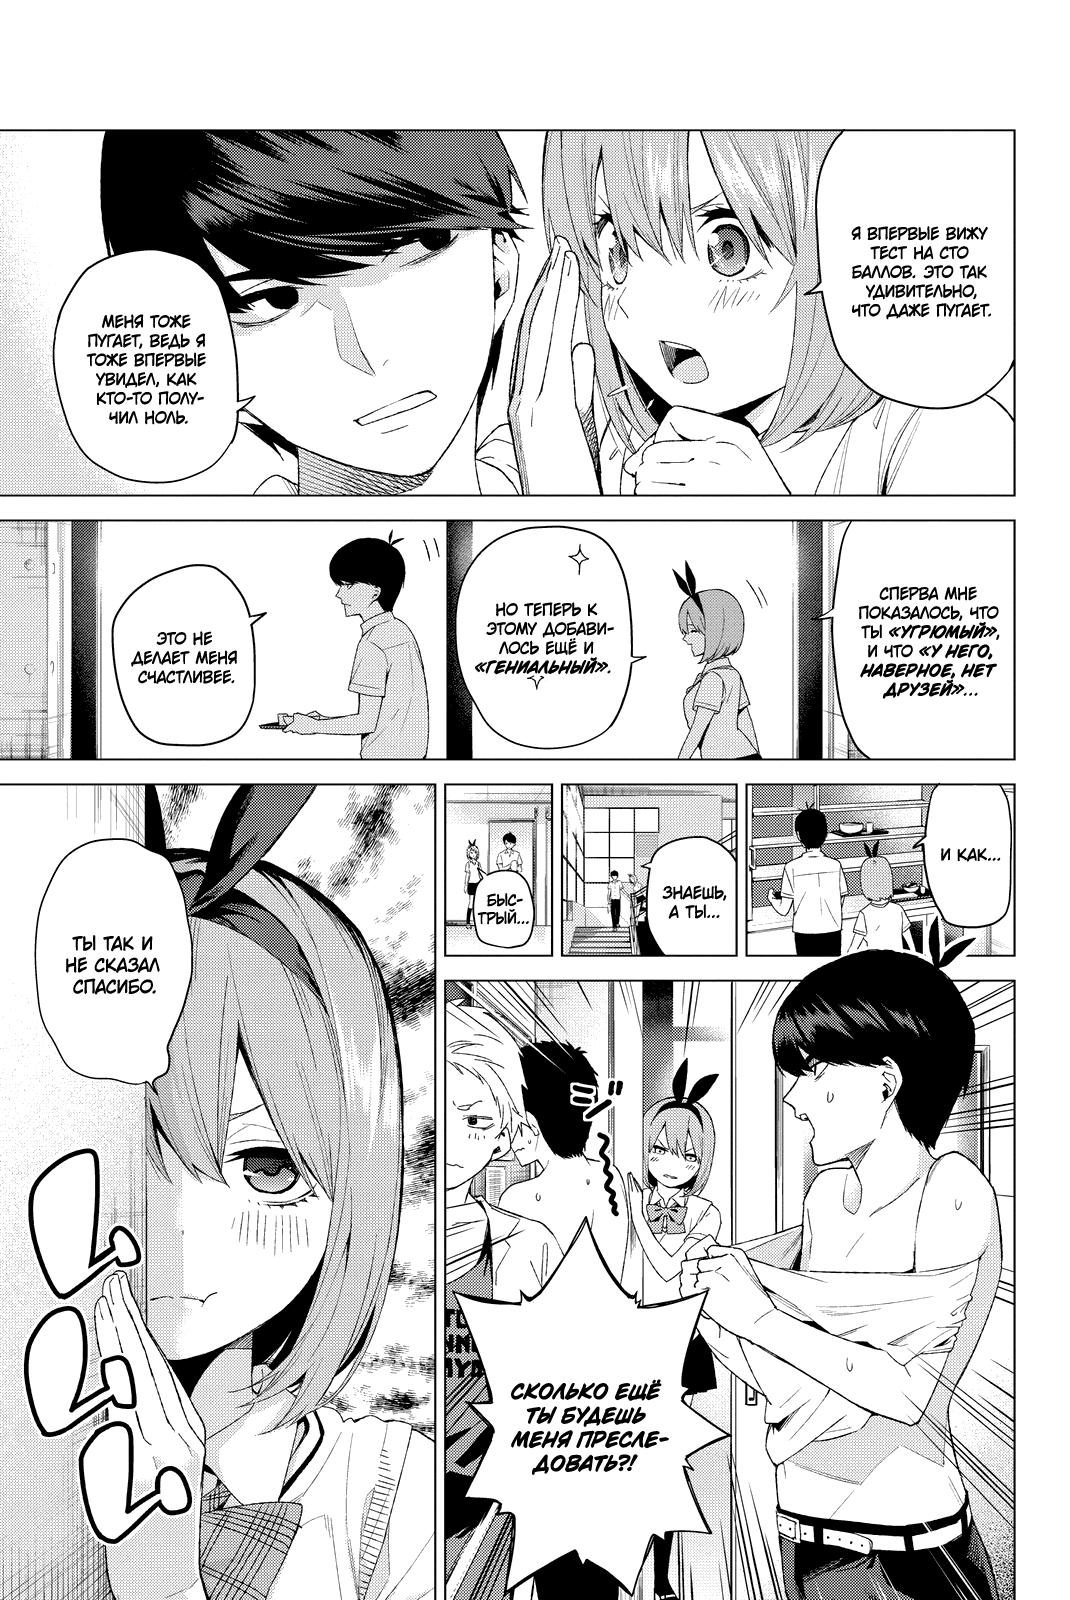 Я ВПЕРВЫЕ ВИЖУ
ТЕСТ НА СТО
БАЛЛОВ. ЭТО ТАК
УДИВИТЕЛЬНО,
ЧТО ДАЖЕ ПУГАЕТ.
МЕНЯ ТОЖЕ
ПУГАЕТ, ВЕДЬ Я
ТОЖЕ ВПЕРВЫЕ
УВИДЕЛ, КАК
КТО-ТО ПОЛУ-
ЧИЛ НОЛЬ.
СПЕРВА МНЕ
ПОКАЗАЛОСЬ, ЧТО
ТЫ «УГРЮМЫЙ»,
И ЧТО «У НЕГО,
НАВЕРНОЕ, НЕТ
ДРУЗЕЙ»...
НО ТЕПЕРЬ К
ЭТОМУ ДОБАВИ-
ЛОСЬ ЕЩЁ И
«ГЕНИАЛЬНЫЙ».
ЭТО НЕ
ДЕЛАЕТ МЕНЯ
СЧАСТЛИВЕЕ.
И КАК...
ЗНАЕШЬ,
А ТЫ...
БЫС-
ТРЫЙ...
СКОЛЬКО ЕЩЁ
ТЫ БУДЕШЬ
МЕНЯ ПРЕСЛЕ-
ДОВАТЬ?!
ТЫ ТАК И
НЕ СКАЗАЛ
СПАСИБО.